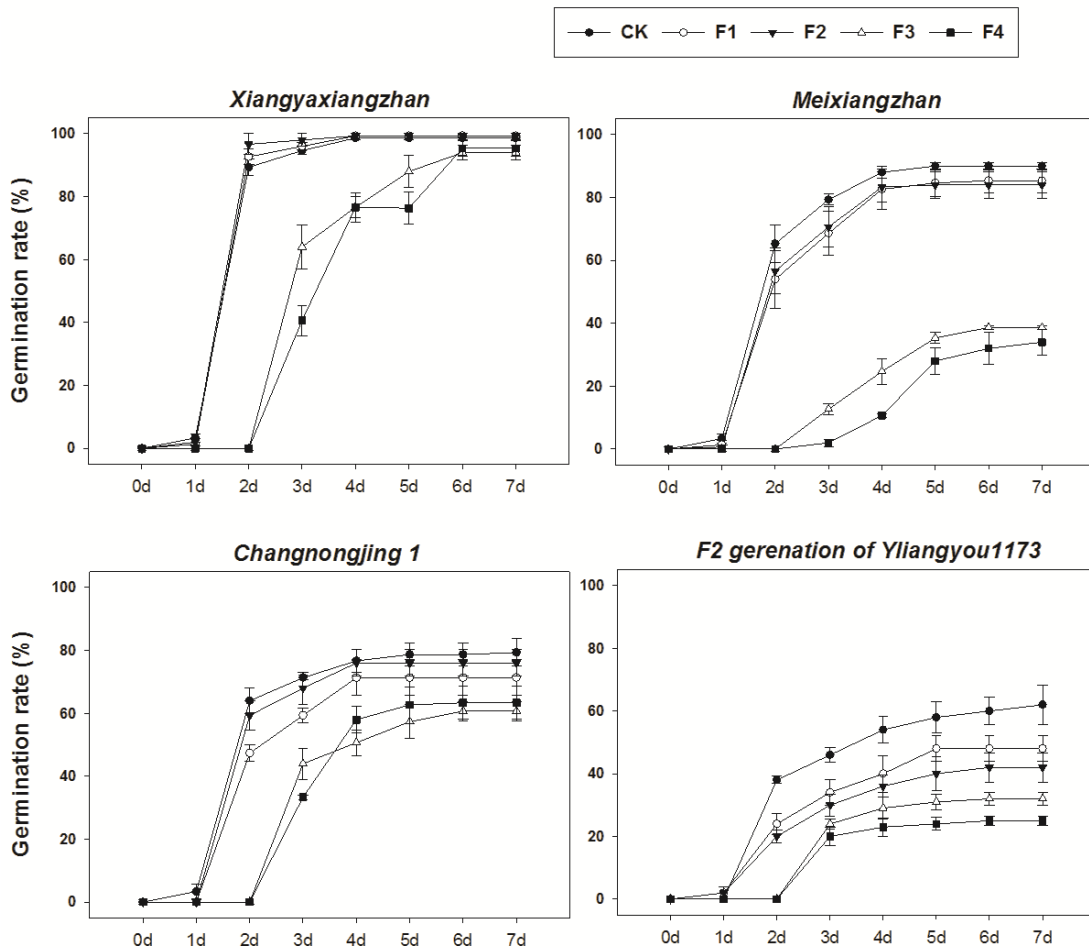 CK F1 F2 F3 F4
Xiangyaxiangzhan
Meixiangzhan
Germination rate (%)
100
80
60
40
20
0
0d 1d 2d 3d 4d 5d 6d 7d
100
80
60
40
20
0
0d 1d 2d 3d 4d 5d 6d 7d
Changnongjing 1
F2 gerenation of Yliangyou1173
Germination rate (%)
100
80
60
40
20
0
0d 1d 2d 3d 4d 5d 6d 7d
100
80
60
40
20
0
0d 1d 2d 3d 4d 5d 6d 7d